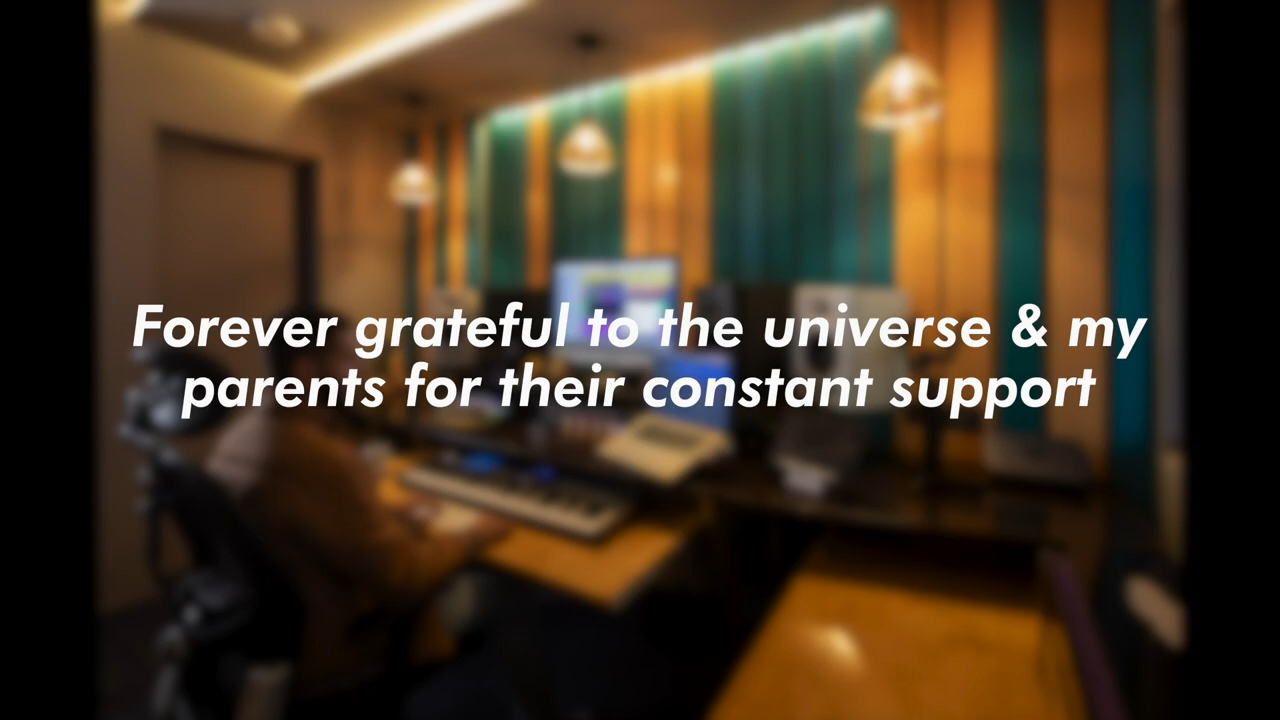 Forever grateful to the universe & my
parents for their constant support